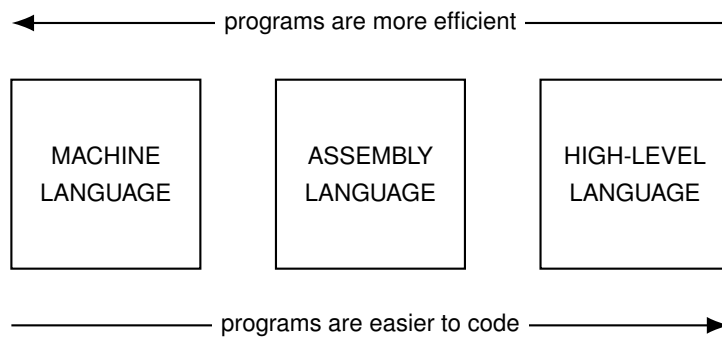 programs are more efficient
MACHINE
LANGUAGE
ASSEMBLY
LANGUAGE
HIGH-LEVEL
LANGUAGE
programs are easier to code